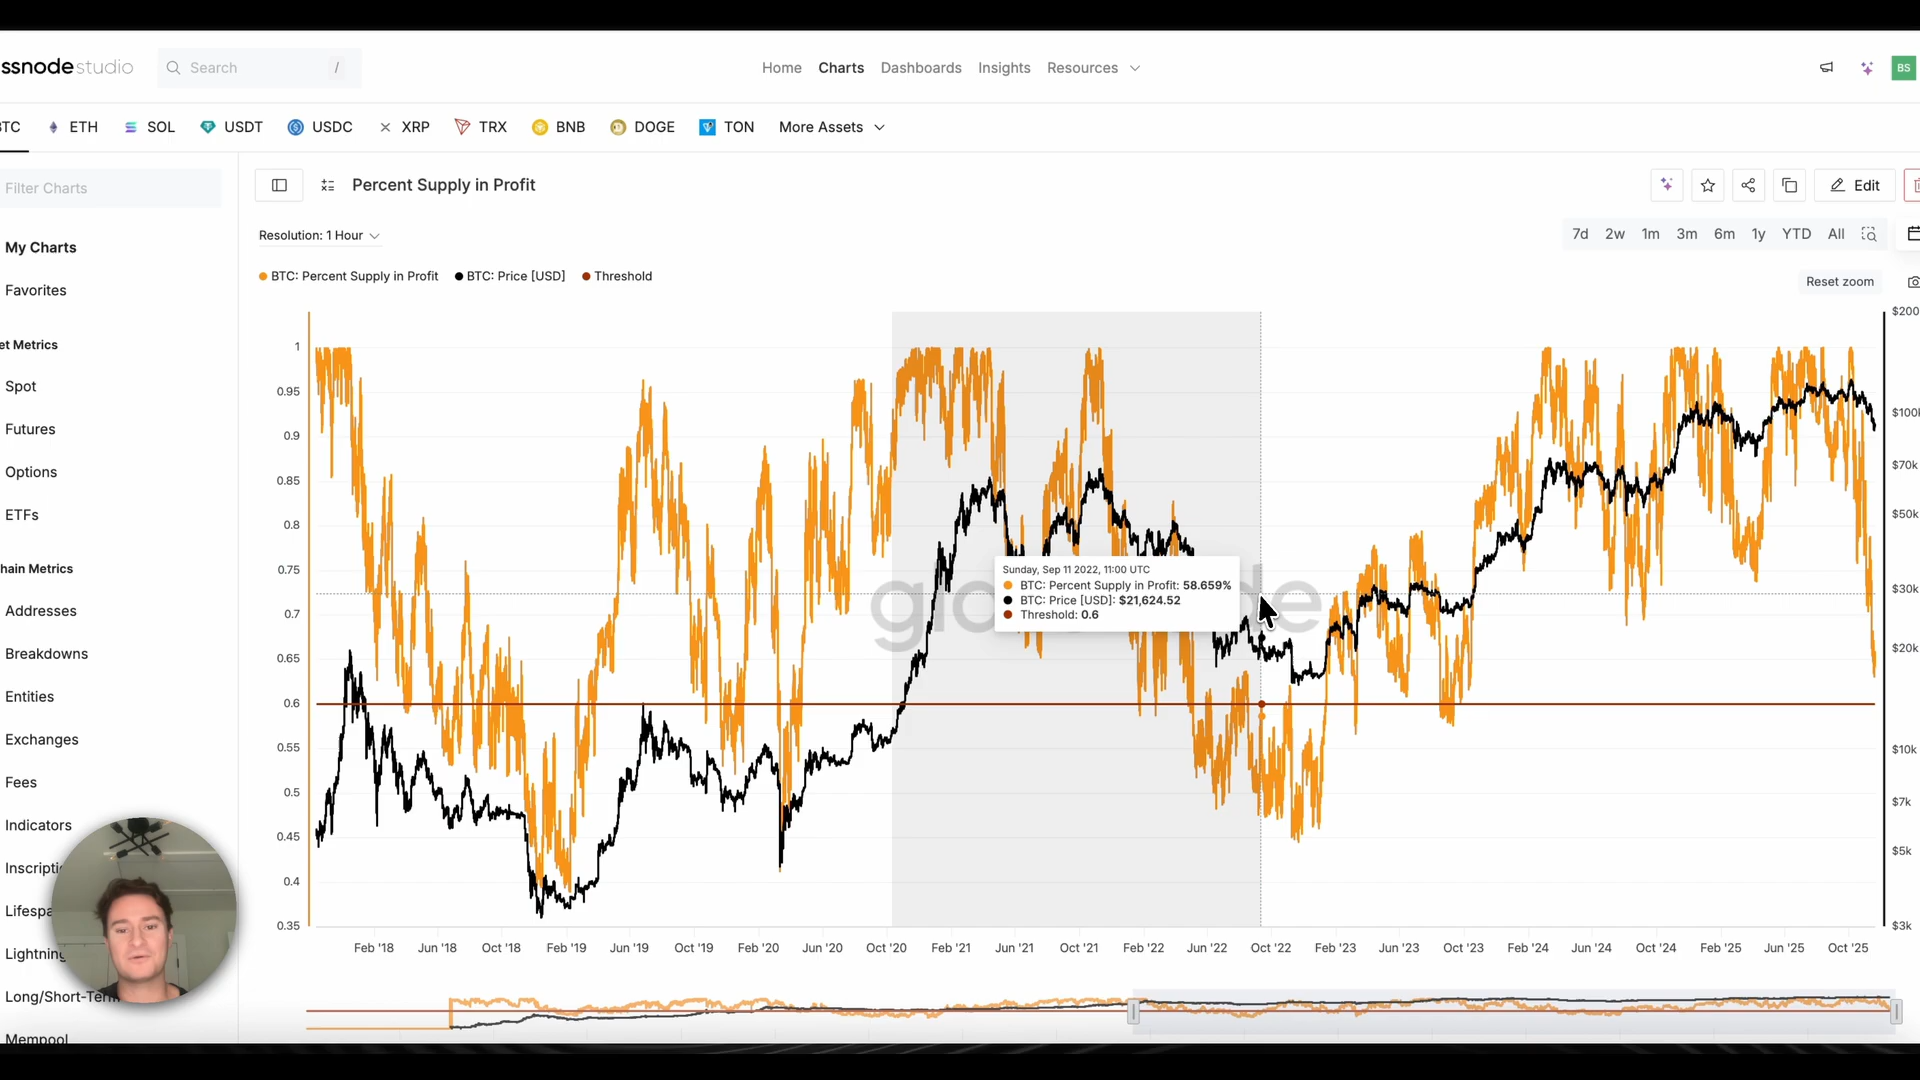 ssnode studio
Search /
Home Charts Dashboards Insights Resources
BS
BTC ETH SOL USDT USDC XRP TRX BNB DOGE TON More Assets
Filter Charts
Percent Supply in Profit
Edit
My Charts
Resolution: 1 Hour
7d 2w 1m 3m 6m 1y YTD All
BTC: Percent Supply in Profit BTC: Price [USD] Threshold
Reset zoom
Favorites
et Metrics
Spot
Futures
Options
ETFs
hain Metrics
Addresses
Breakdowns
Entities
Exchanges
Fees
Indicators
Inscripti
Lifespa
Lightning
Long/Short-Term
Mempool
1
0.95
0.9
0.85
0.8
0.75
0.7
0.65
0.6
0.55
0.5
0.45
0.4
0.35
Sunday, Sep 11 2022, 11:00 UTC
BTC: Percent Supply in Profit: 58.659%
BTC: Price [USD]: $21,624.52
Threshold: 0.6
$200
$100k
$70k
$50k
$30k
$20k
$10k
$7k
$5k
$3k
Feb '18 Jun '18 Oct '18 Feb '19 Jun '19 Oct '19 Feb '20 Jun '20 Oct '20 Feb '21 Jun '21 Oct '21 Feb '22 Jun '22 Oct '22 Feb '23 Jun '23 Oct '23 Feb '24 Jun '24 Oct '24 Feb '25 Jun '25 Oct '25